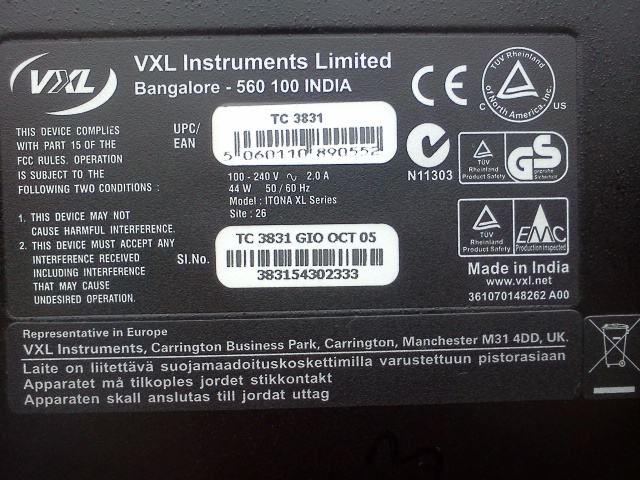 VXL
VXL Instruments Limited
Bangalore - 560 100 INDIA
THIS DEVICE COMPLIES
WITH PART 15 OF THE
FCC RULES. OPERATION
IS SUBJECT TO THE
FOLLOWING TWO CONDITIONS :
1. THIS DEVICE MAY NOT
CAUSE HARMFUL INTERFERENCE.
2. THIS DEVICE MUST ACCEPT ANY
INTERFERENCE RECEIVED
INCLUDING INTERFERENCE
THAT MAY CAUSE
UNDESIRED OPERATION.
UPC/
EAN
TC 3831
5 060110 890552
100 - 240 V ~ 2.0 A
44 W 50 / 60 Hz
Model : ITONA XL Series
Site : 26
SI.No.
TC 3831 GIO OCT 05
383154302333
CE
TÜV Rheinland
of North America, Inc.
C US
N11303
TÜV
Rheinland
Product Safety
GS
geprüfte
Sicherheit
TÜV
Rheinland
Product Safety
EMC
Production inspected
Made in India
www.vxl.net
361070148262 A00
Representative in Europe
VXL Instruments, Carrington Business Park, Carrington, Manchester M31 4DD, UK.
Laite on liitettävä suojamaadoituskoskettimilla varustettuun pistorasiaan
Apparatet må tilkoples jordet stikkontakt
Apparaten skall anslutas till jordat uttag